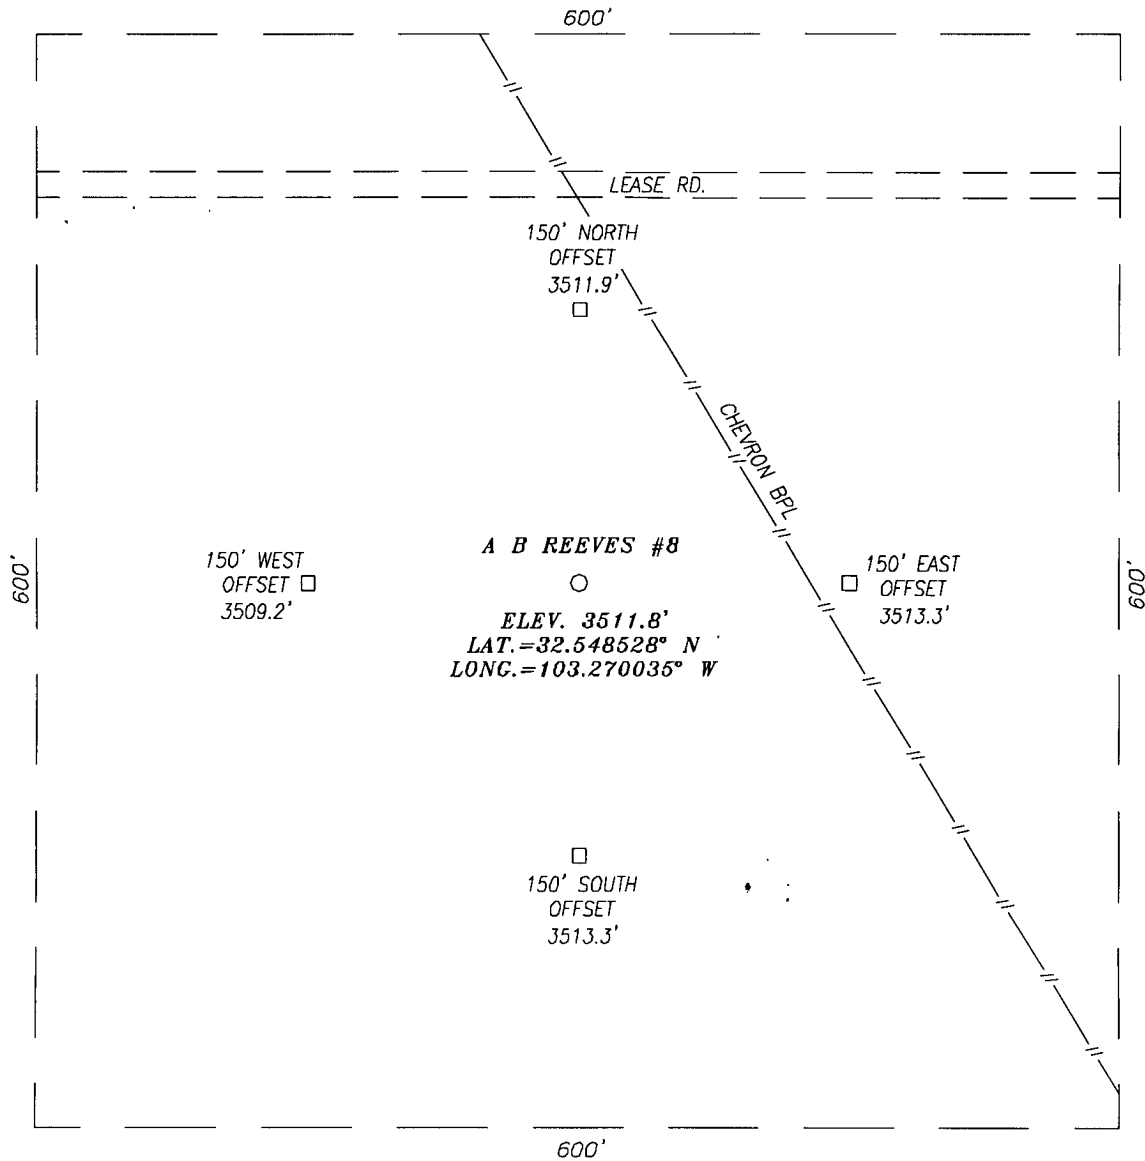 600'
LEASE RD.
150' NORTH
OFFSET
3511.9'
CHEVRON BPL
600'
150' WEST
OFFSET
3509.2'
A B REEVES #8
ELEV. 3511.8'
LAT.=32.548528° N
LONG.=103.270035° W
150' EAST
OFFSET
3513.3'
600'
150' SOUTH
OFFSET
3513.3'
600'